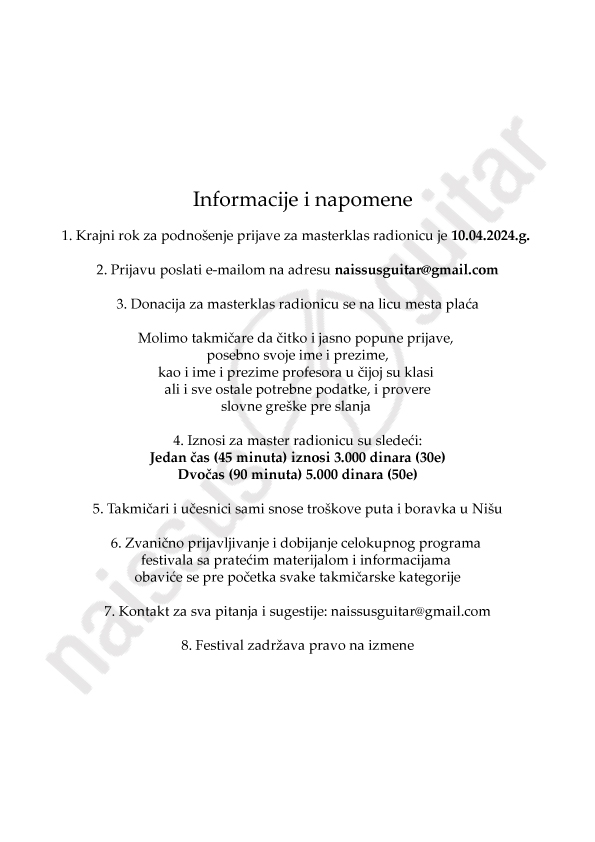 Informacije i napomene
1. Krajni rok za podnošenje prijave za masterklas radionicu je 10.04.2024.g.
2. Prijavu poslati e-mailom na adresu naissusguitar@gmail.com
3. Donacija za masterklas radionicu se na licu mesta plaća
Molimo takmičare da čitko i jasno popune prijave,
posebno svoje ime i prezime,
kao i ime i prezime profesora u čijoj su klasi
ali i sve ostale potrebne podatke, i provere
slovne greške pre slanja
4. Iznosi za master radionicu su sledeći:
Jedan čas (45 minuta) iznosi 3.000 dinara (30e)
Dvočas (90 minuta) 5.000 dinara (50e)
5. Takmičari i učesnici sami snose troškove puta i boravka u Nišu
6. Zvanično prijavljivanje i dobijanje celokupnog programa
festivala sa pratećim materijalom i informacijama
obaviće se pre početka svake takmičarske kategorije
7. Kontakt za sva pitanja i sugestije: naissusguitar@gmail.com
8. Festival zadržava pravo na izmene
naissus guitar